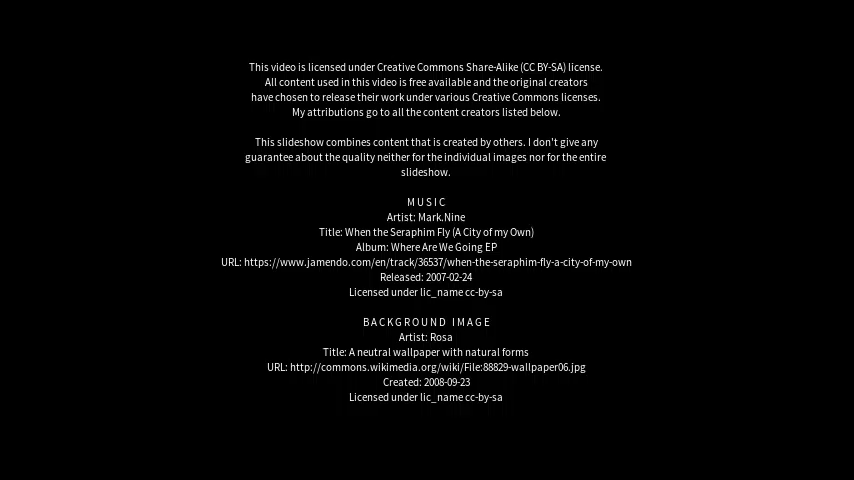 This video is licensed under Creative Commons Share-Alike (CC BY-SA) license.
All content used in this video is free available and the original creators
have chosen to release their work under various Creative Commons licenses.
My attributions go to all the content creators listed below.
This slideshow combines content that is created by others. I don't give any
guarantee about the quality neither for the individual images nor for the entire
slideshow.
MUSIC
Artist: Mark.Nine
Title: When the Seraphim Fly (A City of my Own)
Album: Where Are We Going EP
URL: https://www.jamendo.com/en/track/36537/when-the-seraphim-fly-a-city-of-my-own
Released: 2007-02-24
Licensed under lic_name cc-by-sa
BACKGROUND IMAGE
Artist: Rosa
Title: A neutral wallpaper with natural forms
URL: http://commons.wikimedia.org/wiki/File:88829-wallpaper06.jpg
Created: 2008-09-23
Licensed under lic_name cc-by-sa